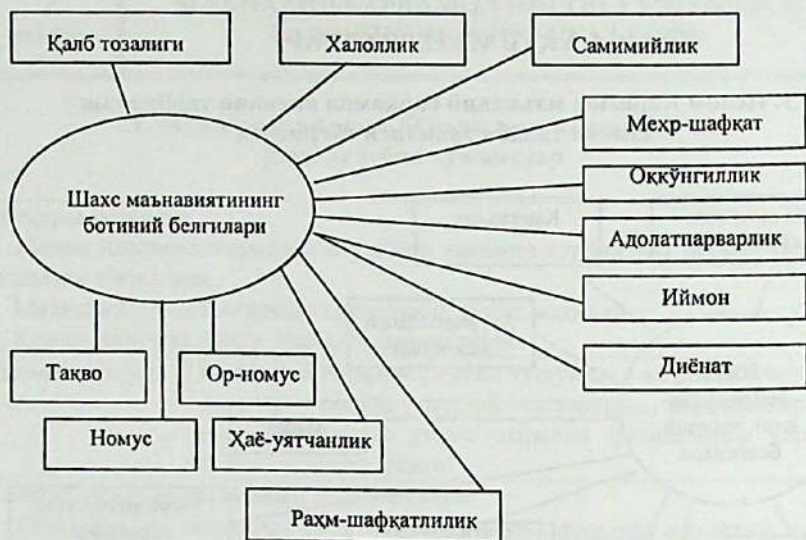 Қалб тозалиги
Халоллик
Самимийлик
Мехр-шафқат
Оққўнгиллик
Адолатпарварлик
Иймон
Диёнат
Шахс маънавиятининг
ботиний белгилари
Тақво
Ор-номус
Номус
Ҳаё-уятчанлик
Раҳм-шафқатлилик